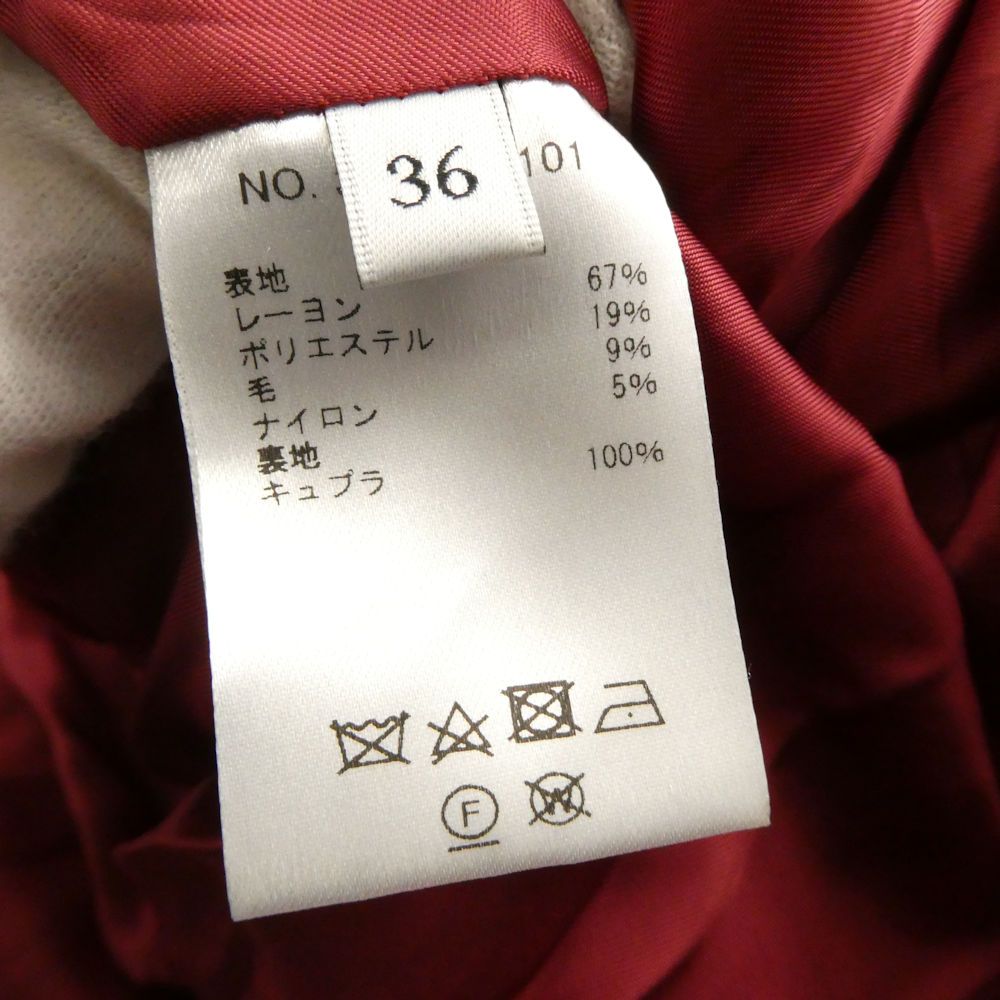 36
NO. 101
表地
レーヨン 67%
ポリエステル 19%
毛 9%
ナイロン 5%
裏地
キュプラ 100%
F
W